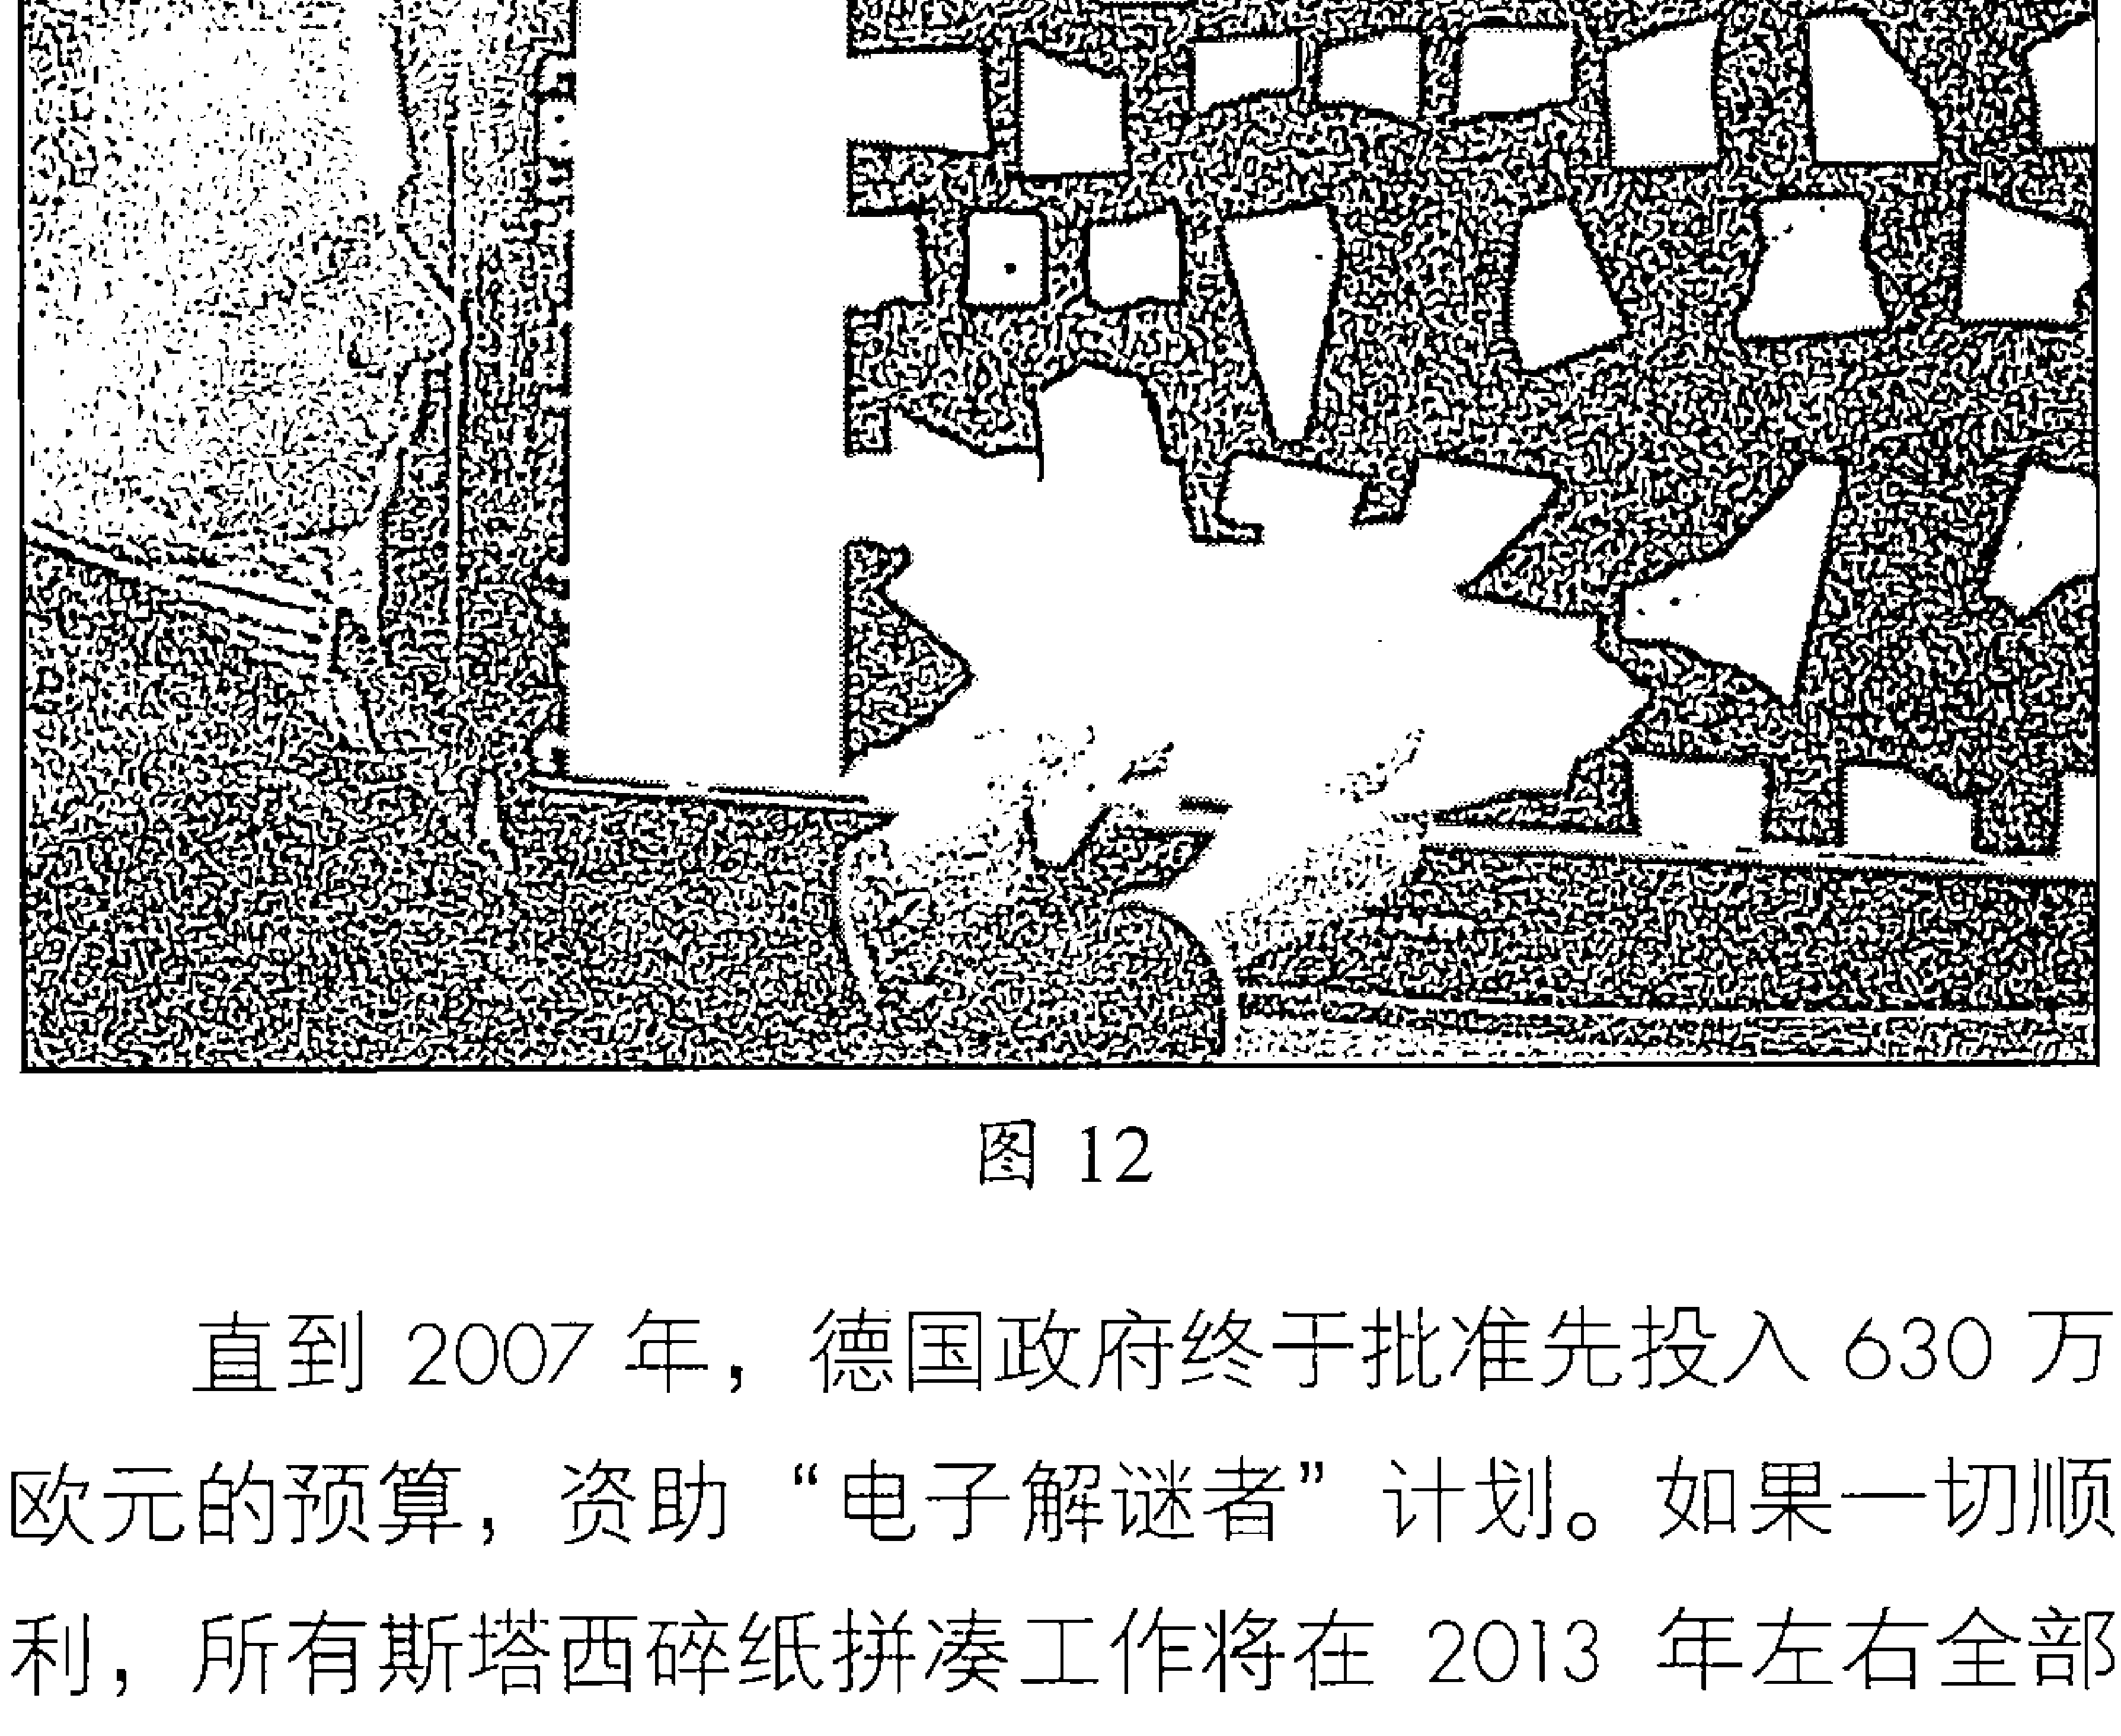 图 12
直到 2007 年，德国政府终于批准先投入 630 万
欧元的预算，资助“电子解谜者”计划。如果一切顺
利，所有斯塔西碎纸拼凑工作将在 2013 年左右全部